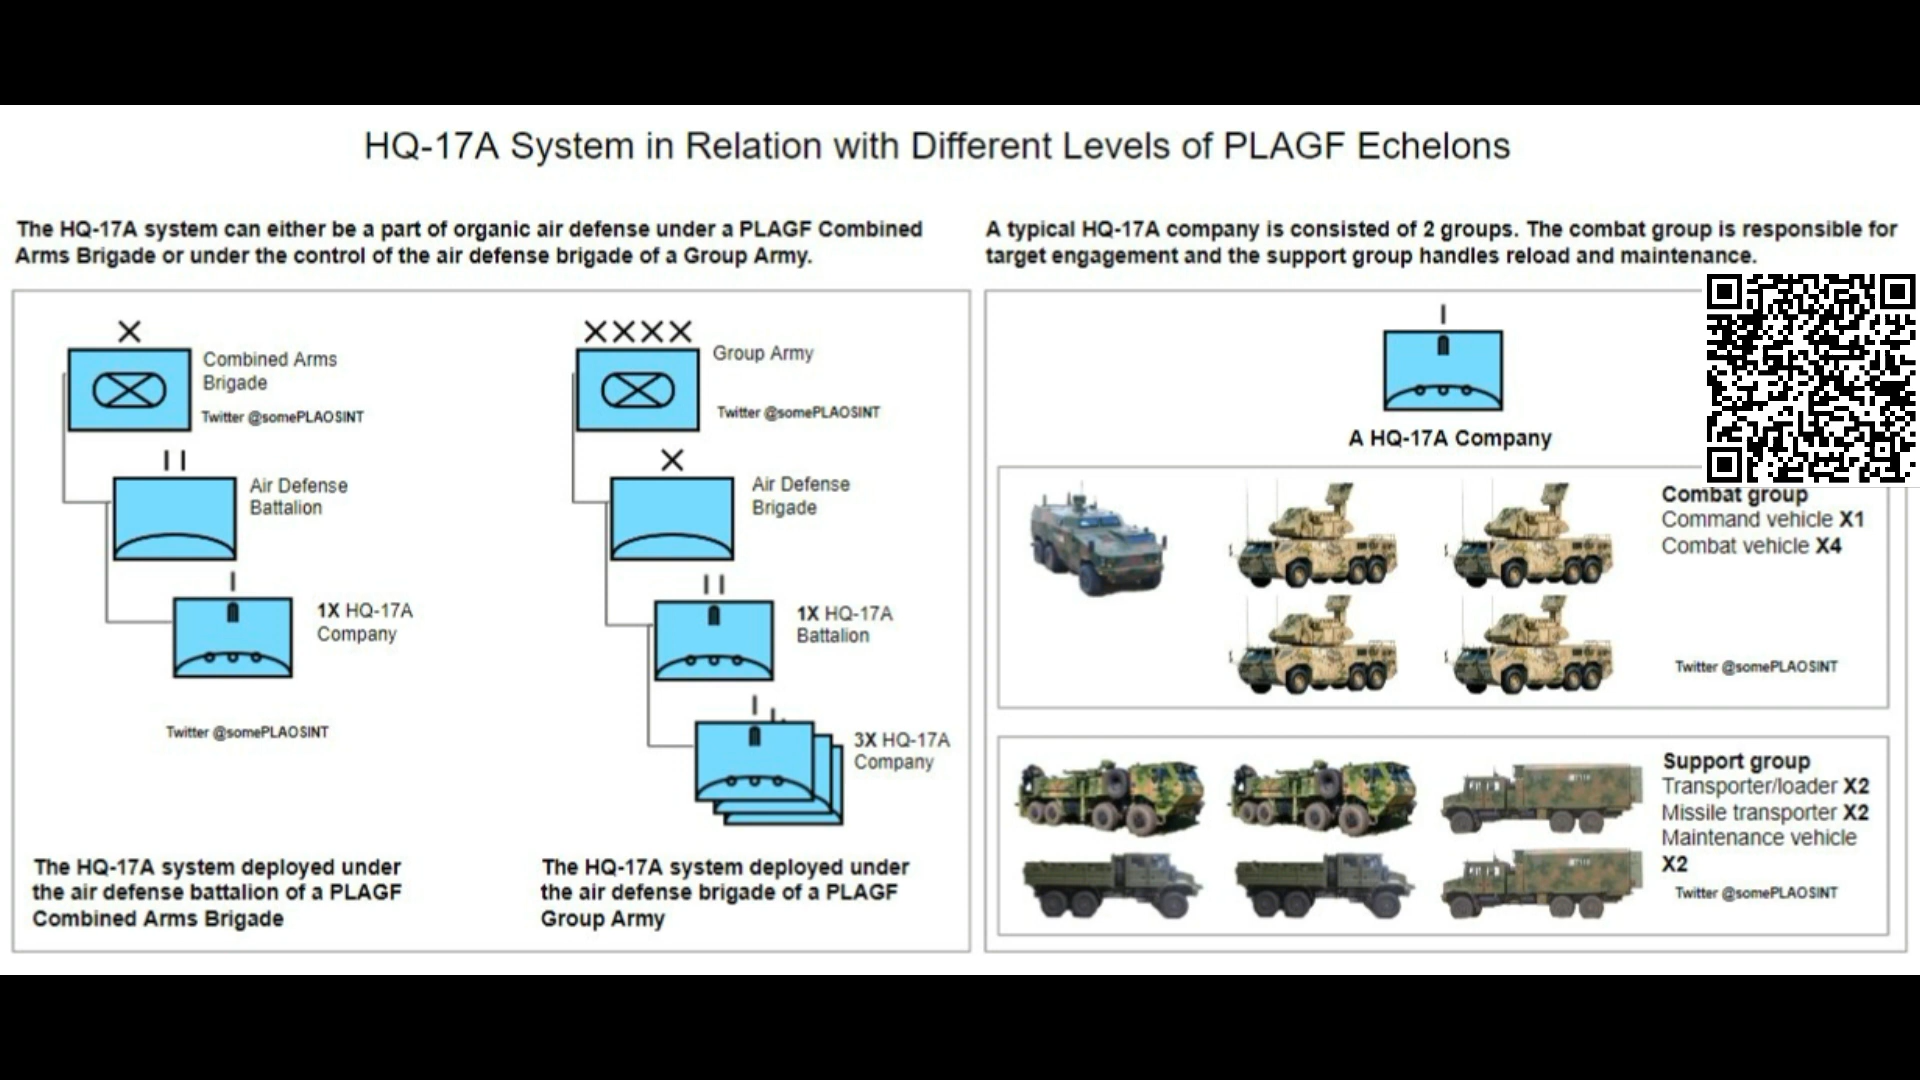 HQ-17A System in Relation with Different Levels of PLAGF Echelons
The HQ-17A system can either be a part of organic air defense under a PLAGF Combined
Arms Brigade or under the control of the air defense brigade of a Group Army.
Combined Arms
Brigade
Twitter @somePLAOSINT
Air Defense
Battalion
1X HQ-17A
Company
Twitter @somePLAOSINT
The HQ-17A system deployed under
the air defense battalion of a PLAGF
Combined Arms Brigade
Group Army
Twitter @somePLAOSINT
Air Defense
Brigade
1X HQ-17A
Battalion
3X HQ-17A
Company
The HQ-17A system deployed under
the air defense brigade of a PLAGF
Group Army
A typical HQ-17A company is consisted of 2 groups. The combat group is responsible for
target engagement and the support group handles reload and maintenance.
A HQ-17A Company
Combat group
Command vehicle X1
Combat vehicle X4
Twitter @somePLAOSINT
Support group
Transporter/loader X2
Missile transporter X2
Maintenance vehicle
X2
Twitter @somePLAOSINT